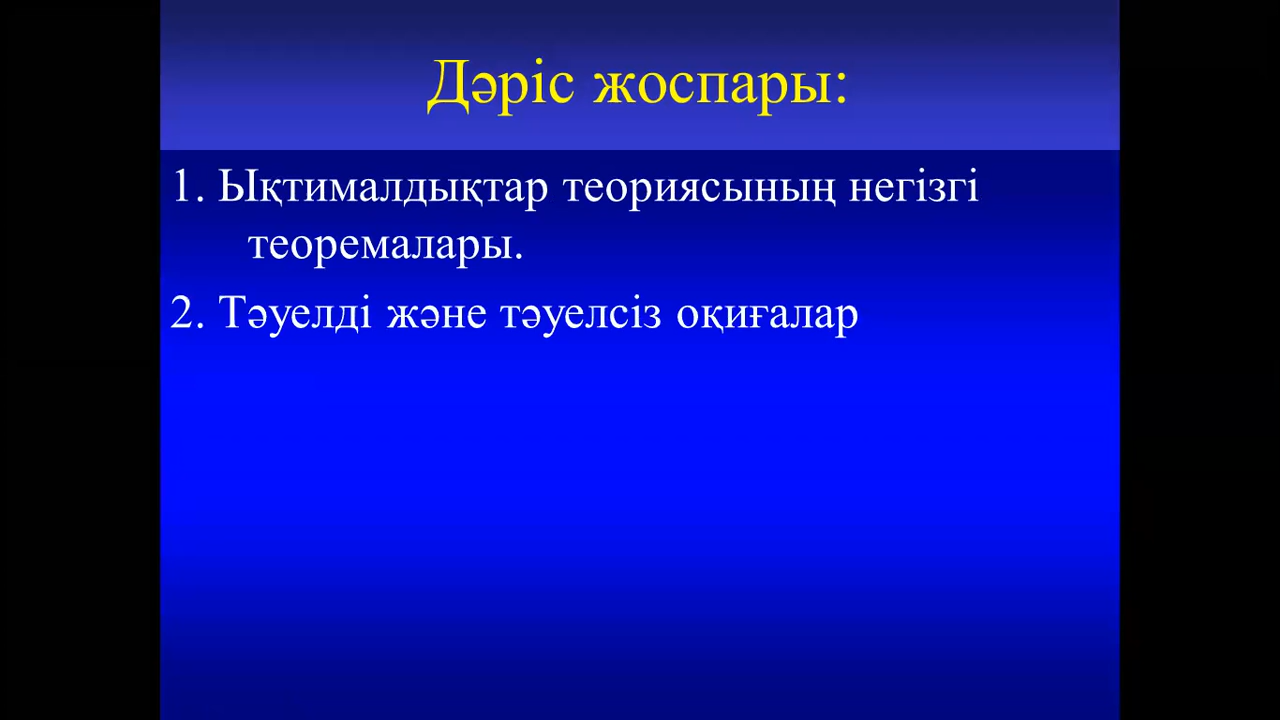 Дәріс жоспары:
1. Ықтималдықтар теориясының негізгі
теоремалары.
2. Тәуелді және тәуелсіз оқиғалар